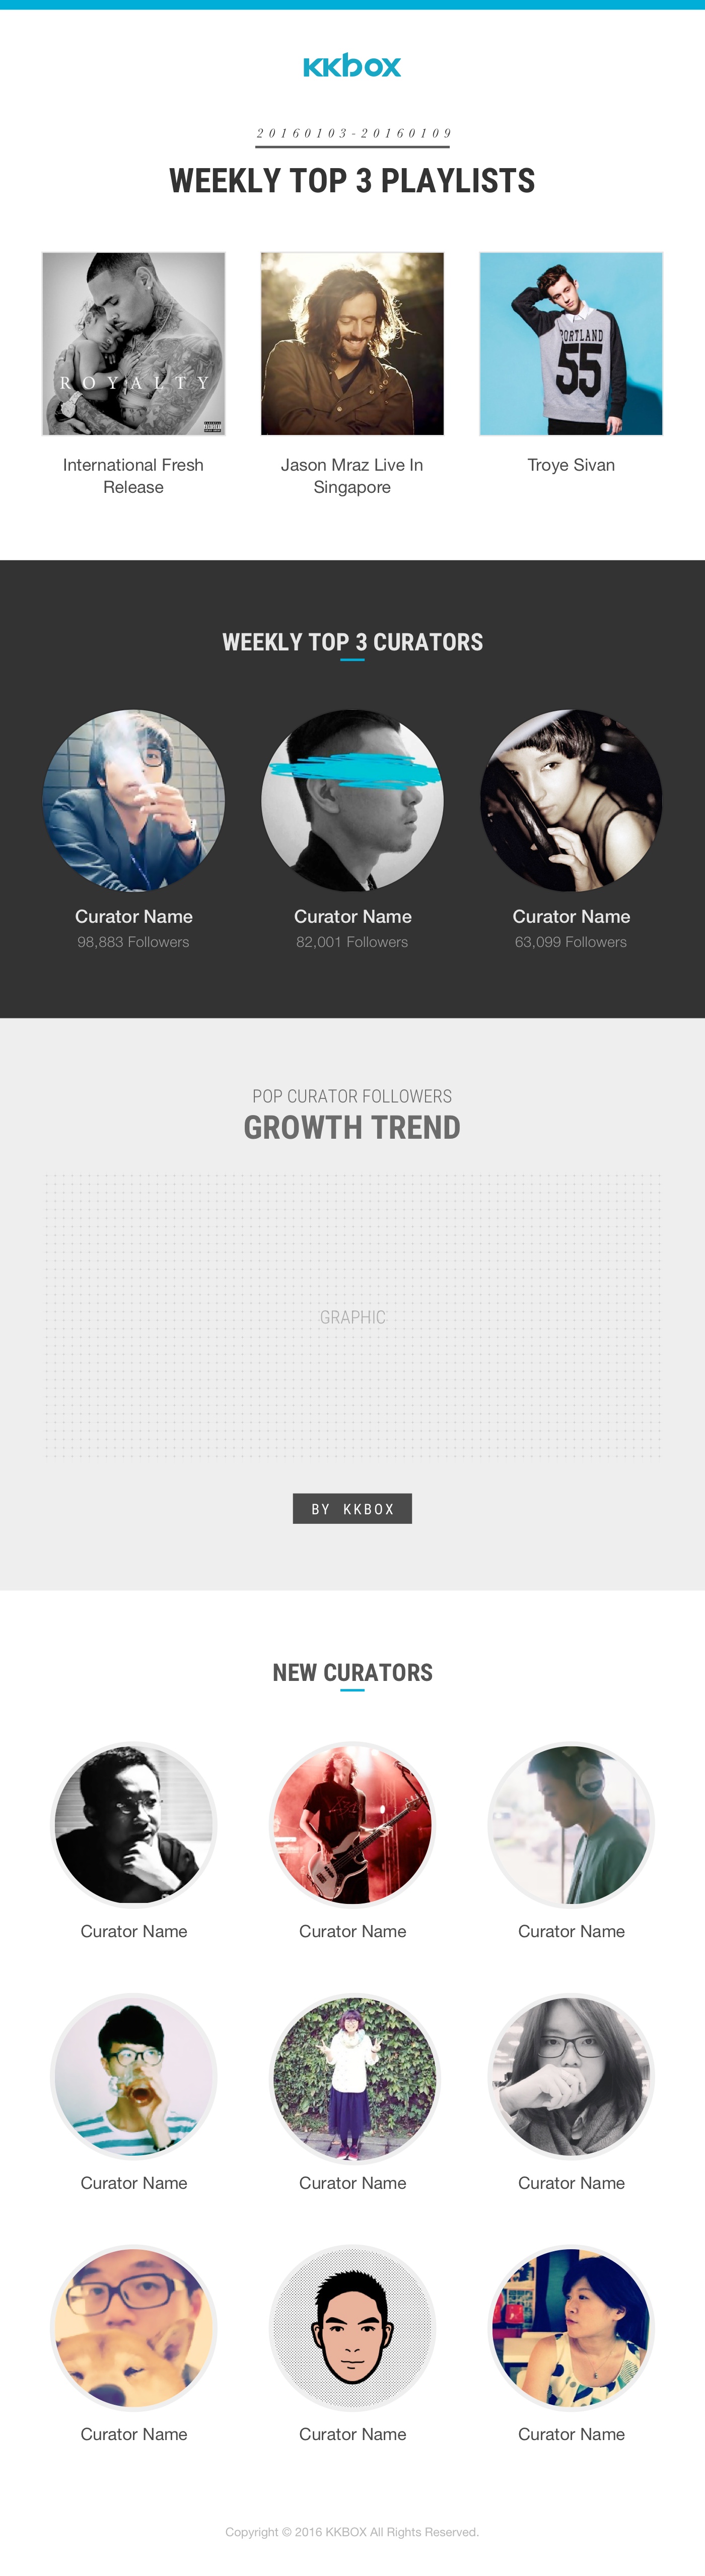 KKBOX
20160103-20160109
WEEKLY TOP 3 PLAYLISTS
ROYALTY
PORTLAND
55
International Fresh
Release
Jason Mraz Live In
Singapore
Troye Sivan
WEEKLY TOP 3 CURATORS
Curator Name
98,883 Followers
Curator Name
82,001 Followers
Curator Name
63,099 Followers
POP CURATOR FOLLOWERS
GROWTH TREND
GRAPHIC
BY KKBOX
NEW CURATORS
Curator Name
Curator Name
Curator Name
Curator Name
Curator Name
Curator Name
Curator Name
Curator Name
Curator Name
Copyright © 2016 KKBOX All Rights Reserved.